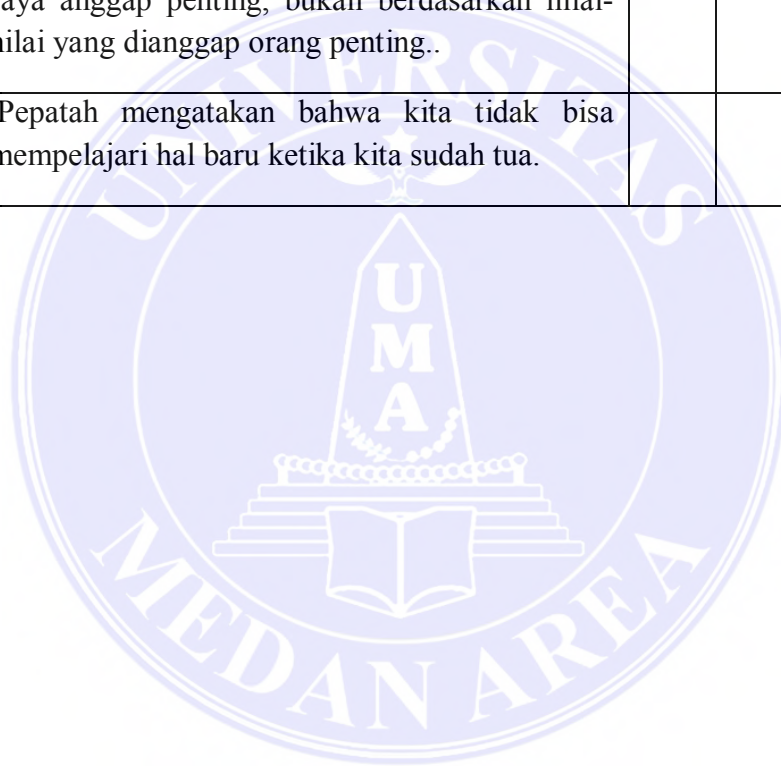 anggap penting, bukan berdasarkan nilai-
nilai yang dianggap orang penting..
Pepatah mengatakan bahwa kita tidak bisa
mempelajari hal baru ketika kita sudah tua.
UNIVERSITAS
UMA
MEDAN AREA